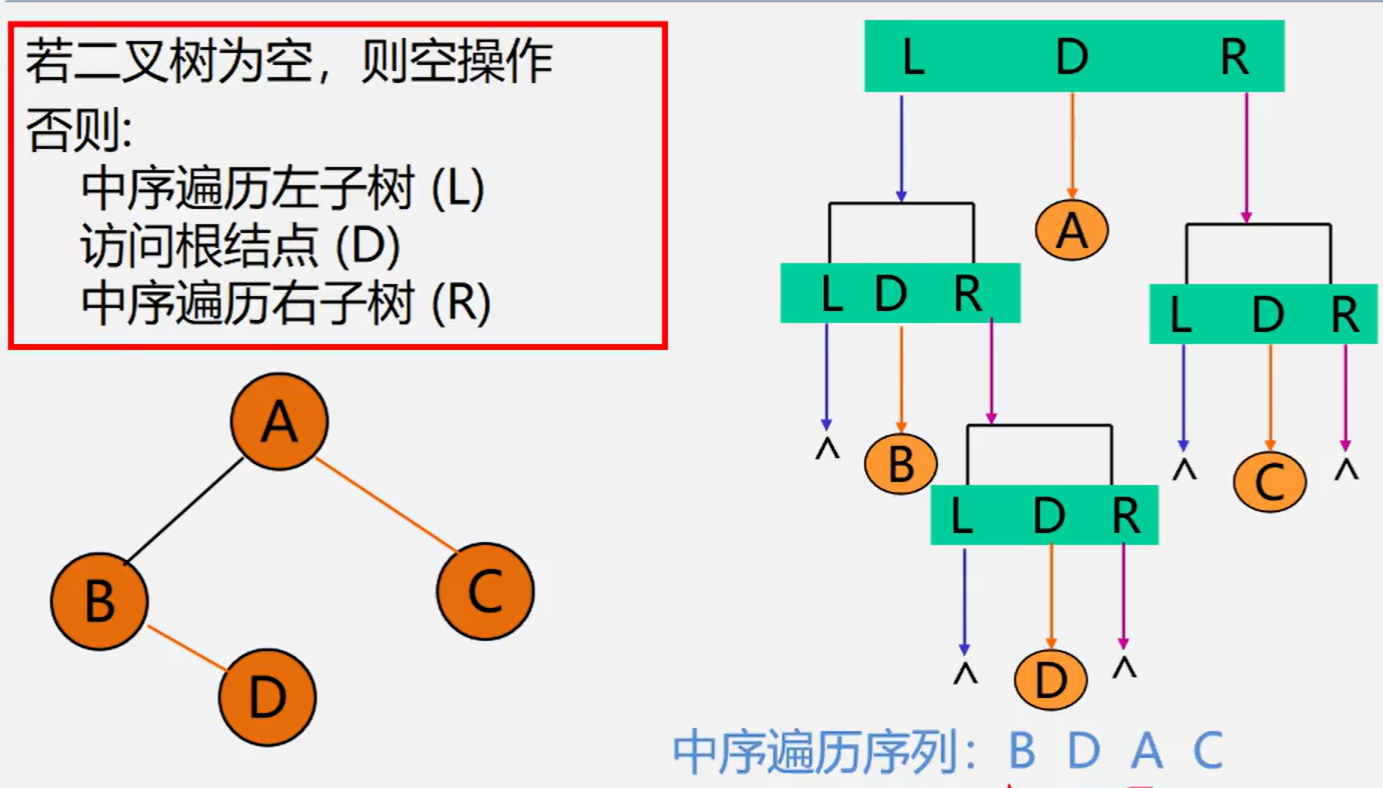 若二叉树为空，则空操作
否则:
中序遍历左子树 (L)
访问根结点 (D)
中序遍历右子树 (R)
A
B
C
D
L D R
A
L D R
L D R
^
B
^
C
^
L D R
^
D
^
中序遍历序列：B D A C